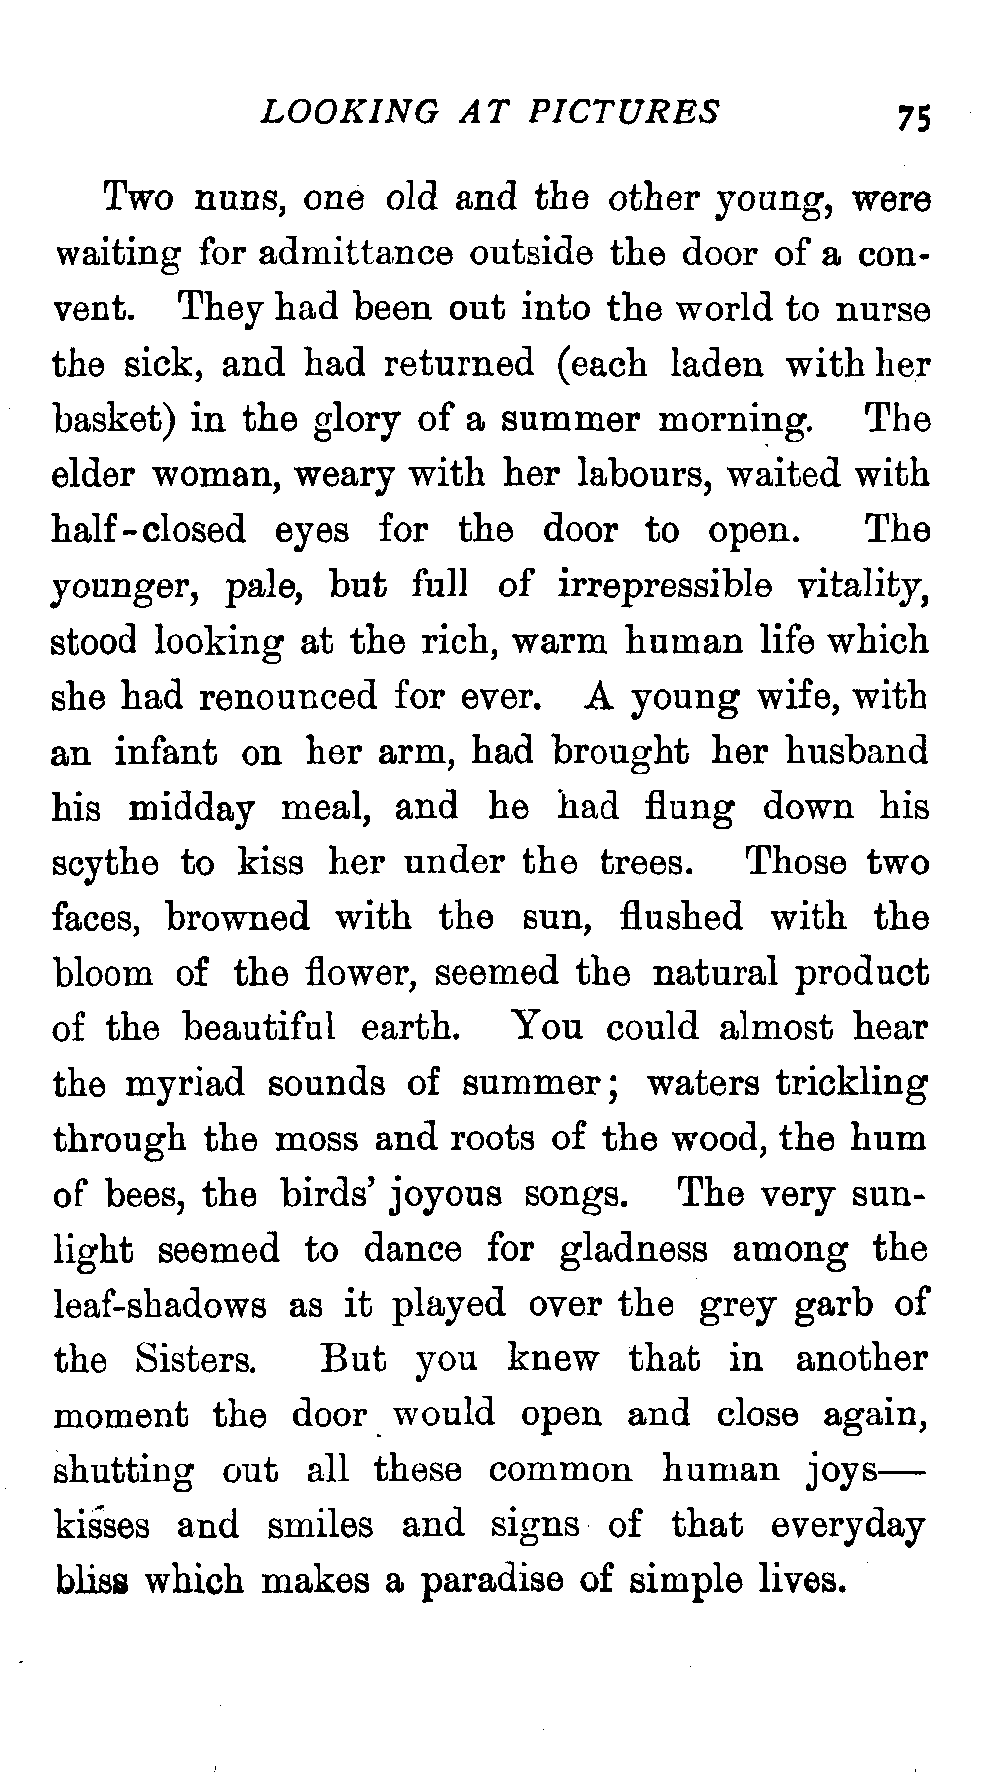 LOOKING AT PICTURES 75
Two nuns, one old and the other young, were
waiting for admittance outside the door of a con-
vent. They had been out into the world to nurse
the sick, and had returned (each laden with her
basket) in the glory of a summer morning. The
elder woman, weary with her labours, waited with
half-closed eyes for the door to open. The
younger, pale, but full of irrepressible vitality,
stood looking at the rich, warm human life which
she had renounced for ever. A young wife, with
an infant on her arm, had brought her husband
his midday meal, and he had flung down his
scythe to kiss her under the trees. Those two
faces, browned with the sun, flushed with the
bloom of the flower, seemed the natural product
of the beautiful earth. You could almost hear
the myriad sounds of summer; waters trickling
through the moss and roots of the wood, the hum
of bees, the birds' joyous songs. The very sun-
light seemed to dance for gladness among the
leaf-shadows as it played over the grey garb of
the Sisters. But you knew that in another
moment the door would open and close again,
shutting out all these common human joys—
kisses and smiles and signs of that everyday
bliss which makes a paradise of simple lives.